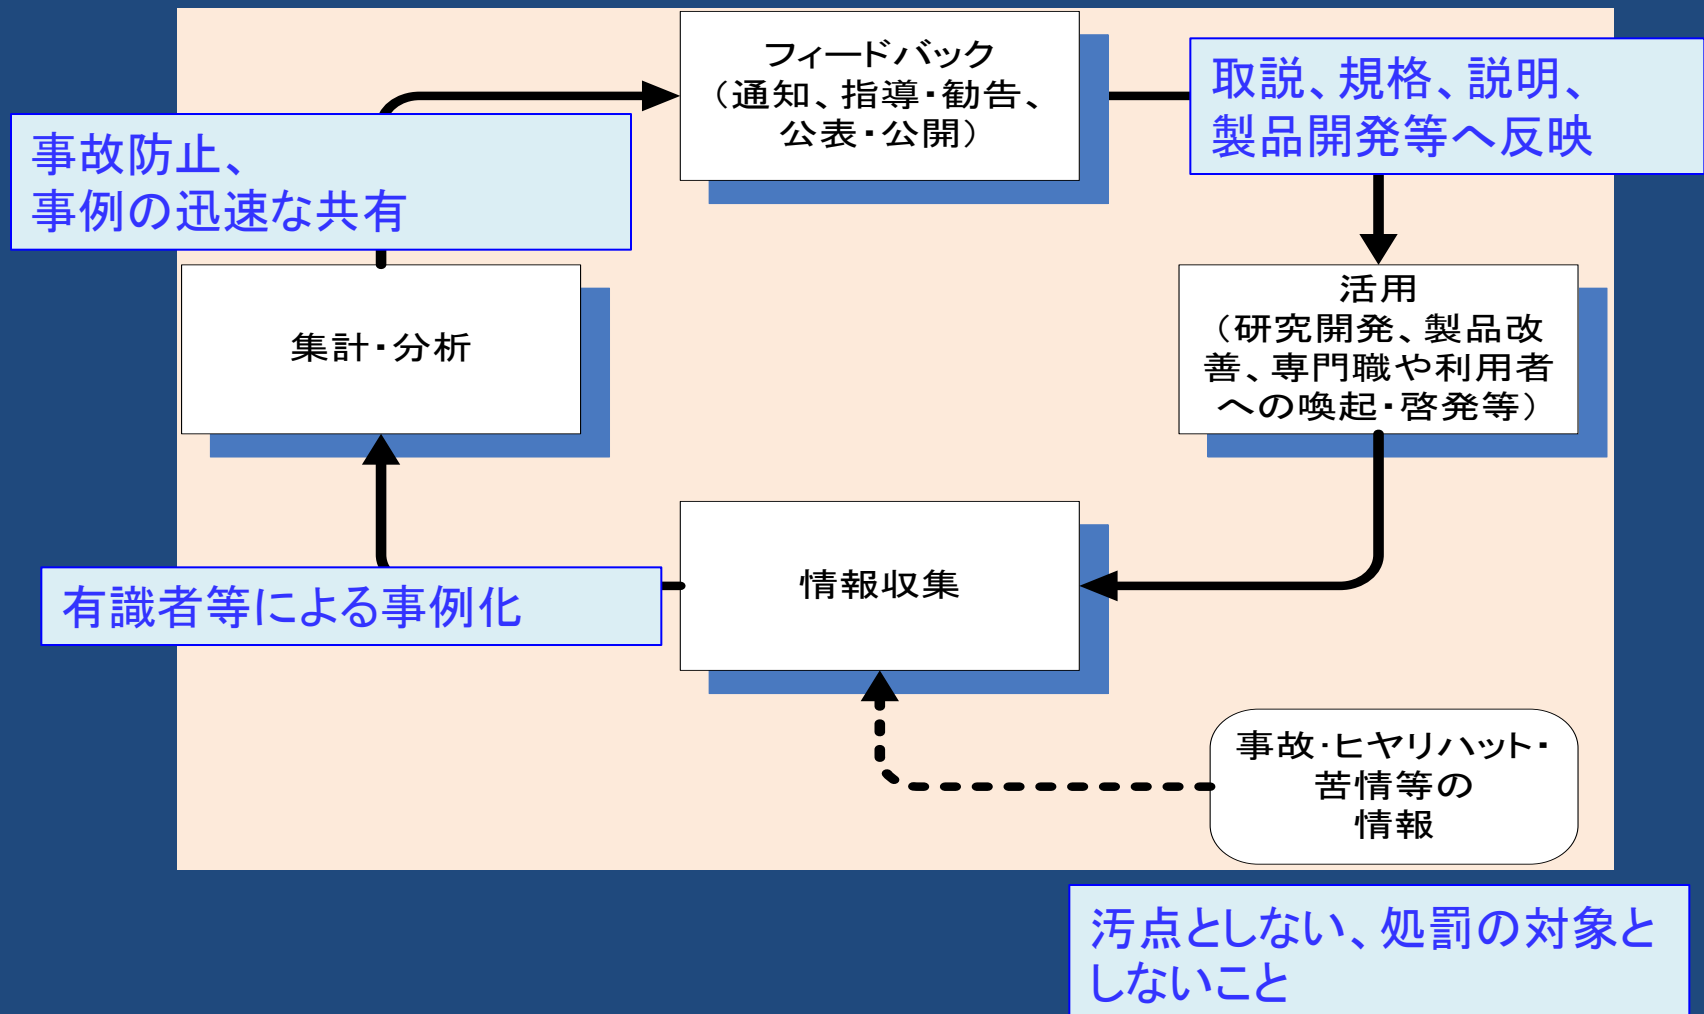 フィードバック
（通知、指導・勧告、
公表・公開）
取説、規格、説明、
製品開発等へ反映
事故防止、
事例の迅速な共有
集計・分析
活用
（研究開発、製品改
善、専門職や利用者
への喚起・啓発等）
情報収集
有識者等による事例化
事故・ヒヤリハット・
苦情等の
情報
汚点としない、処罰の対象と
しないこと